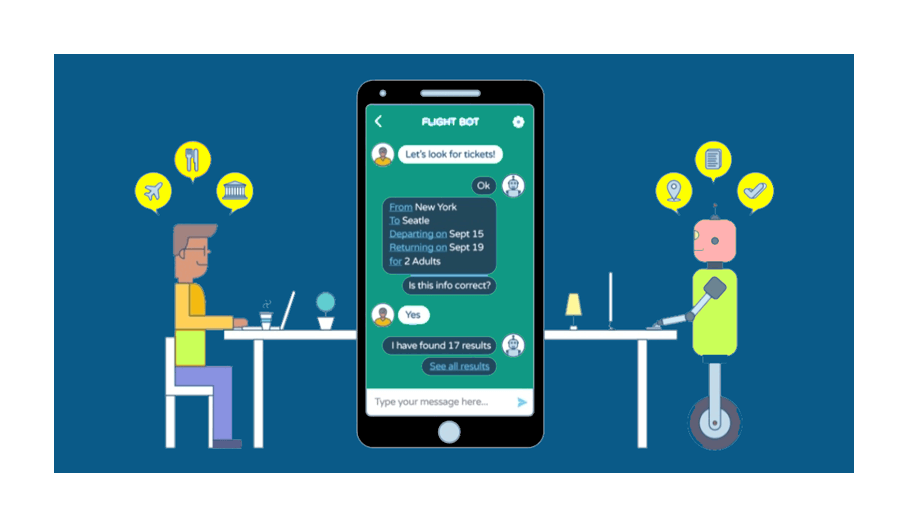 FLIGHT BOT
Let's look for tickets!
Ok
From New York
To Seatle
Departing on Sept 15
Returning on Sept 19
for 2 Adults
Is this info correct?
Yes
I have found 17 results
See all results
Type your message here...